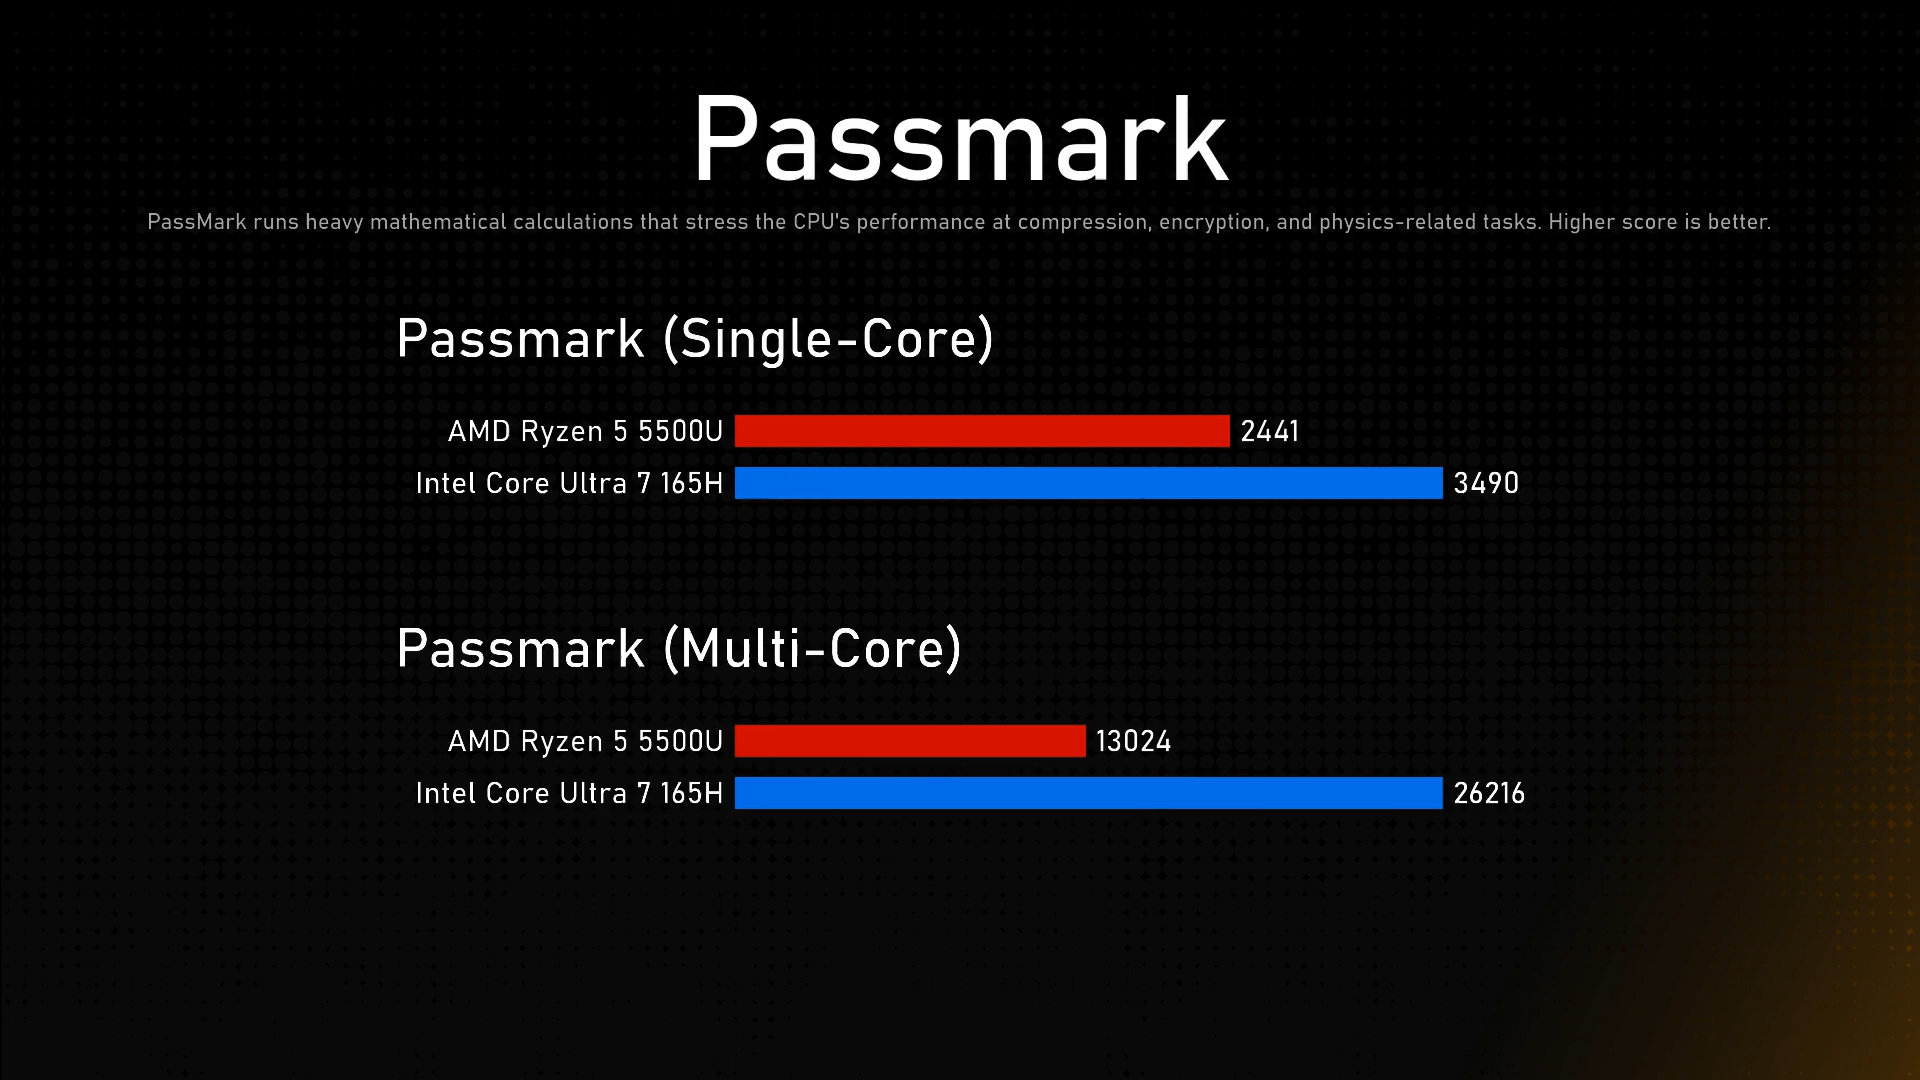 Passmark
PassMark runs heavy mathematical calculations that stress the CPU's performance at compression, encryption, and physics-related tasks. Higher score is better.
Passmark (Single-Core)
AMD Ryzen 5 5500U 2441
Intel Core Ultra 7 165H 3490
Passmark (Multi-Core)
AMD Ryzen 5 5500U 13024
Intel Core Ultra 7 165H 26216